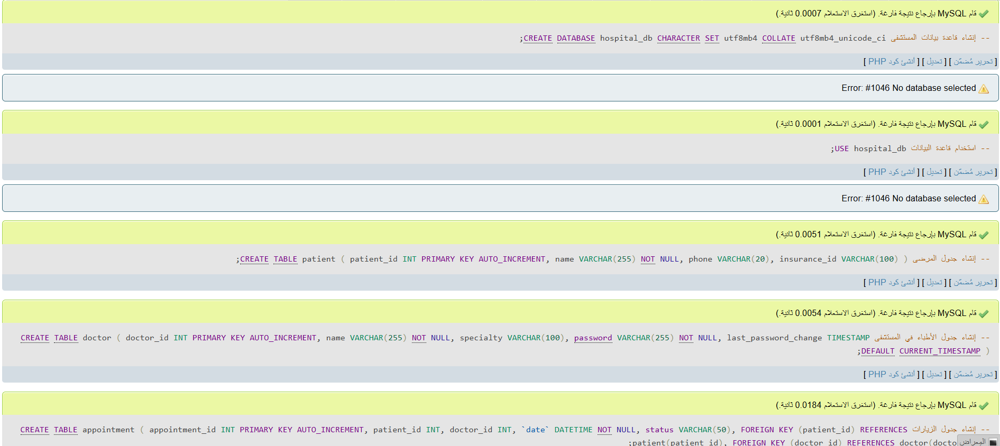 قام MySQL بإرجاع نتيجة فارغة. (استغرق الاستعلام 0.0007 ثانية.)
-- إنشاء قاعدة بيانات المستشفى CREATE DATABASE hospital_db CHARACTER SET utf8mb4 COLLATE utf8mb4_unicode_ci;
[ تحرير مُضمّن ] [ تعديل ] [ أنشئ كود PHP ]
Error: #1046 No database selected
قام MySQL بإرجاع نتيجة فارغة. (استغرق الاستعلام 0.0001 ثانية.)
-- استخدام قاعدة البيانات USE hospital_db;
[ تحرير مُضمّن ] [ تعديل ] [ أنشئ كود PHP ]
Error: #1046 No database selected
قام MySQL بإرجاع نتيجة فارغة. (استغرق الاستعلام 0.0051 ثانية.)
-- إنشاء جدول المرضى CREATE TABLE patient ( patient_id INT PRIMARY KEY AUTO_INCREMENT, name VARCHAR(255) NOT NULL, phone VARCHAR(20), insurance_id VARCHAR(100) );
[ تحرير مُضمّن ] [ تعديل ] [ أنشئ كود PHP ]
قام MySQL بإرجاع نتيجة فارغة. (استغرق الاستعلام 0.0054 ثانية.)
-- إنشاء جدول الأطباء في المستشفى CREATE TABLE doctor ( doctor_id INT PRIMARY KEY AUTO_INCREMENT, name VARCHAR(255) NOT NULL, specialty VARCHAR(100), password VARCHAR(255) NOT NULL, last_password_change TIMESTAMP
DEFAULT CURRENT_TIMESTAMP );
[ تحرير مُضمّن ] [ تعديل ] [ أنشئ كود PHP ]
قام MySQL بإرجاع نتيجة فارغة. (استغرق الاستعلام 0.0184 ثانية.)
-- إنشاء جدول الزيارات CREATE TABLE appointment ( appointment_id INT PRIMARY KEY AUTO_INCREMENT, patient_id INT, doctor_id INT, `date` DATETIME NOT NULL, status VARCHAR(50), FOREIGN KEY (patient_id) REFERENCES
patient(patient_id), FOREIGN KEY (doctor_id) REFERENCES doctor(docto;
المِعراض